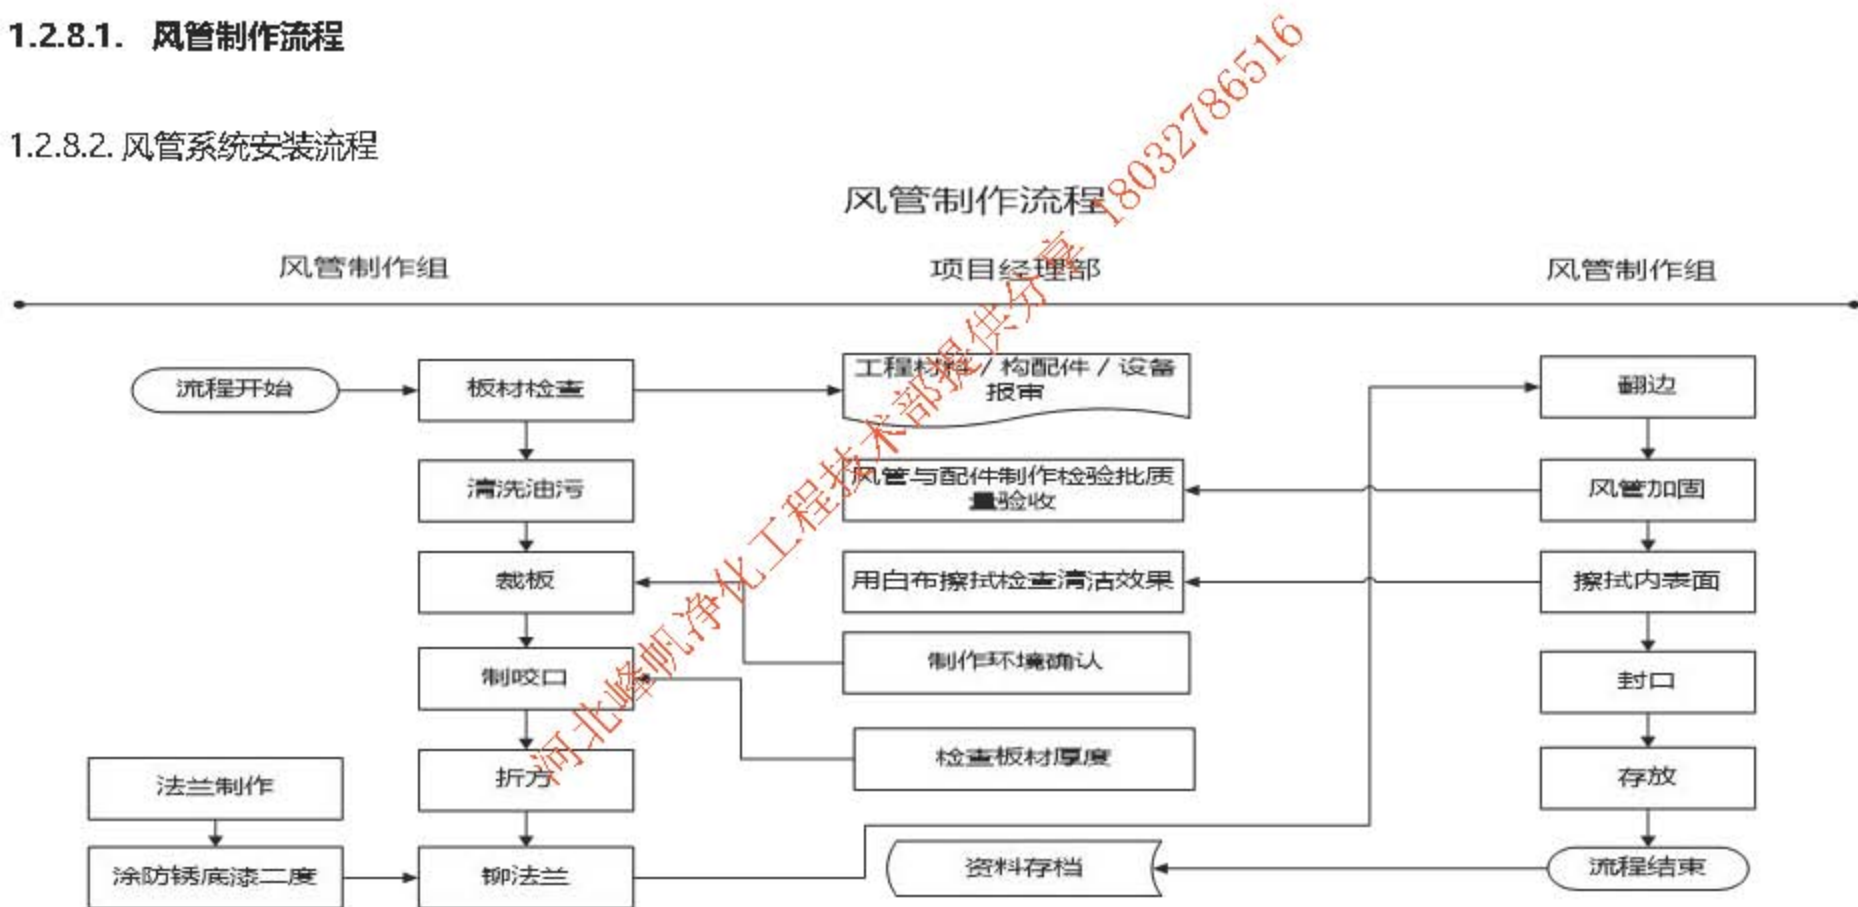 1.2.8.1. 风管制作流程
1.2.8.2. 风管系统安装流程
风管制作流程
风管制作组
项目经理部
风管制作组
流程开始
板材检查
工程材料 / 构配件 / 设备
报审
翻边
清洗油污
风管与配件制作检验批质
量验收
风管加固
裁板
用白布擦拭检查清洁效果
擦拭内表面
制作环境确认
制咬口
封口
检查板材厚度
折方
法兰制作
存放
涂防锈底漆二度
铆法兰
资料存档
流程结束
河北峰帆净化工程技术部提供分享 18032786516